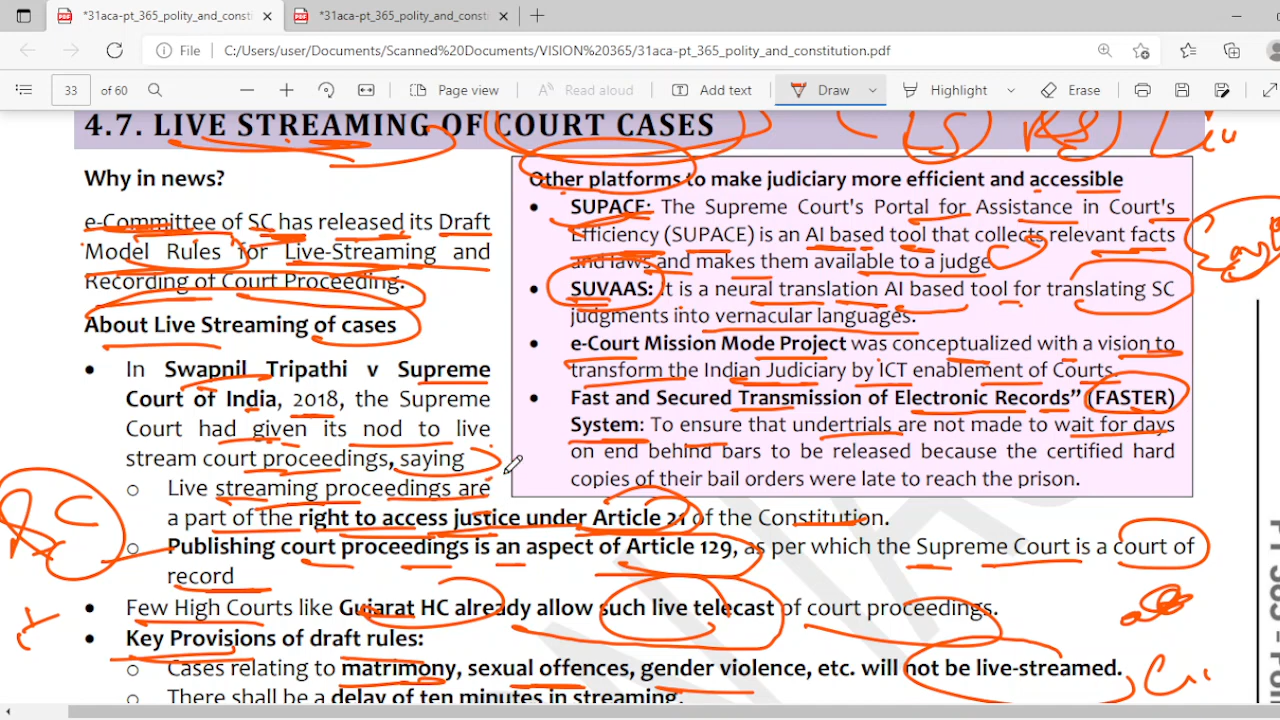 *31aca-pt_365_polity_and_const
*31aca-pt_365_polity_and_const
File
C:/Users/user/Documents/Scanned%20Documents/VISION%20365/31aca-pt_365_polity_and_constitution.pdf
33 of 60
Page view
Read aloud
Add text
Draw
Highlight
Erase
4.7. LIVE STREAMING OF COURT CASES
Why in news?
e-Committee of SC has released its Draft
Model Rules for Live-Streaming and
Recording of Court Proceeding.
About Live Streaming of cases
• In Swapnil Tripathi v Supreme
Court of India, 2018, the Supreme
Court had given its nod to live
stream court proceedings, saying
o Live streaming proceedings are
a part of the right to access justice under Article 21 of the Constitution.
o Publishing court proceedings is an aspect of Article 129, as per which the Supreme Court is a court of
record
• Few High Courts like Gujarat HC already allow such live telecast of court proceedings.
• Key Provisions of draft rules:
o Cases relating to matrimony, sexual offences, gender violence, etc. will not be live-streamed.
o There shall be a delay of ten minutes in streaming.
Other platforms to make judiciary more efficient and accessible
• SUPACE: The Supreme Court's Portal for Assistance in Court's
Efficiency (SUPACE) is an AI based tool that collects relevant facts
and laws and makes them available to a judge.
• SUVAAS: It is a neural translation AI based tool for translating SC
judgments into vernacular languages.
• e-Court Mission Mode Project was conceptualized with a vision to
transform the Indian Judiciary by ICT enablement of Courts.
• Fast and Secured Transmission of Electronic Records” (FASTER)
System: To ensure that undertrials are not made to wait for days
on end behind bars to be released because the certified hard
copies of their bail orders were late to reach the prison.
LS RS